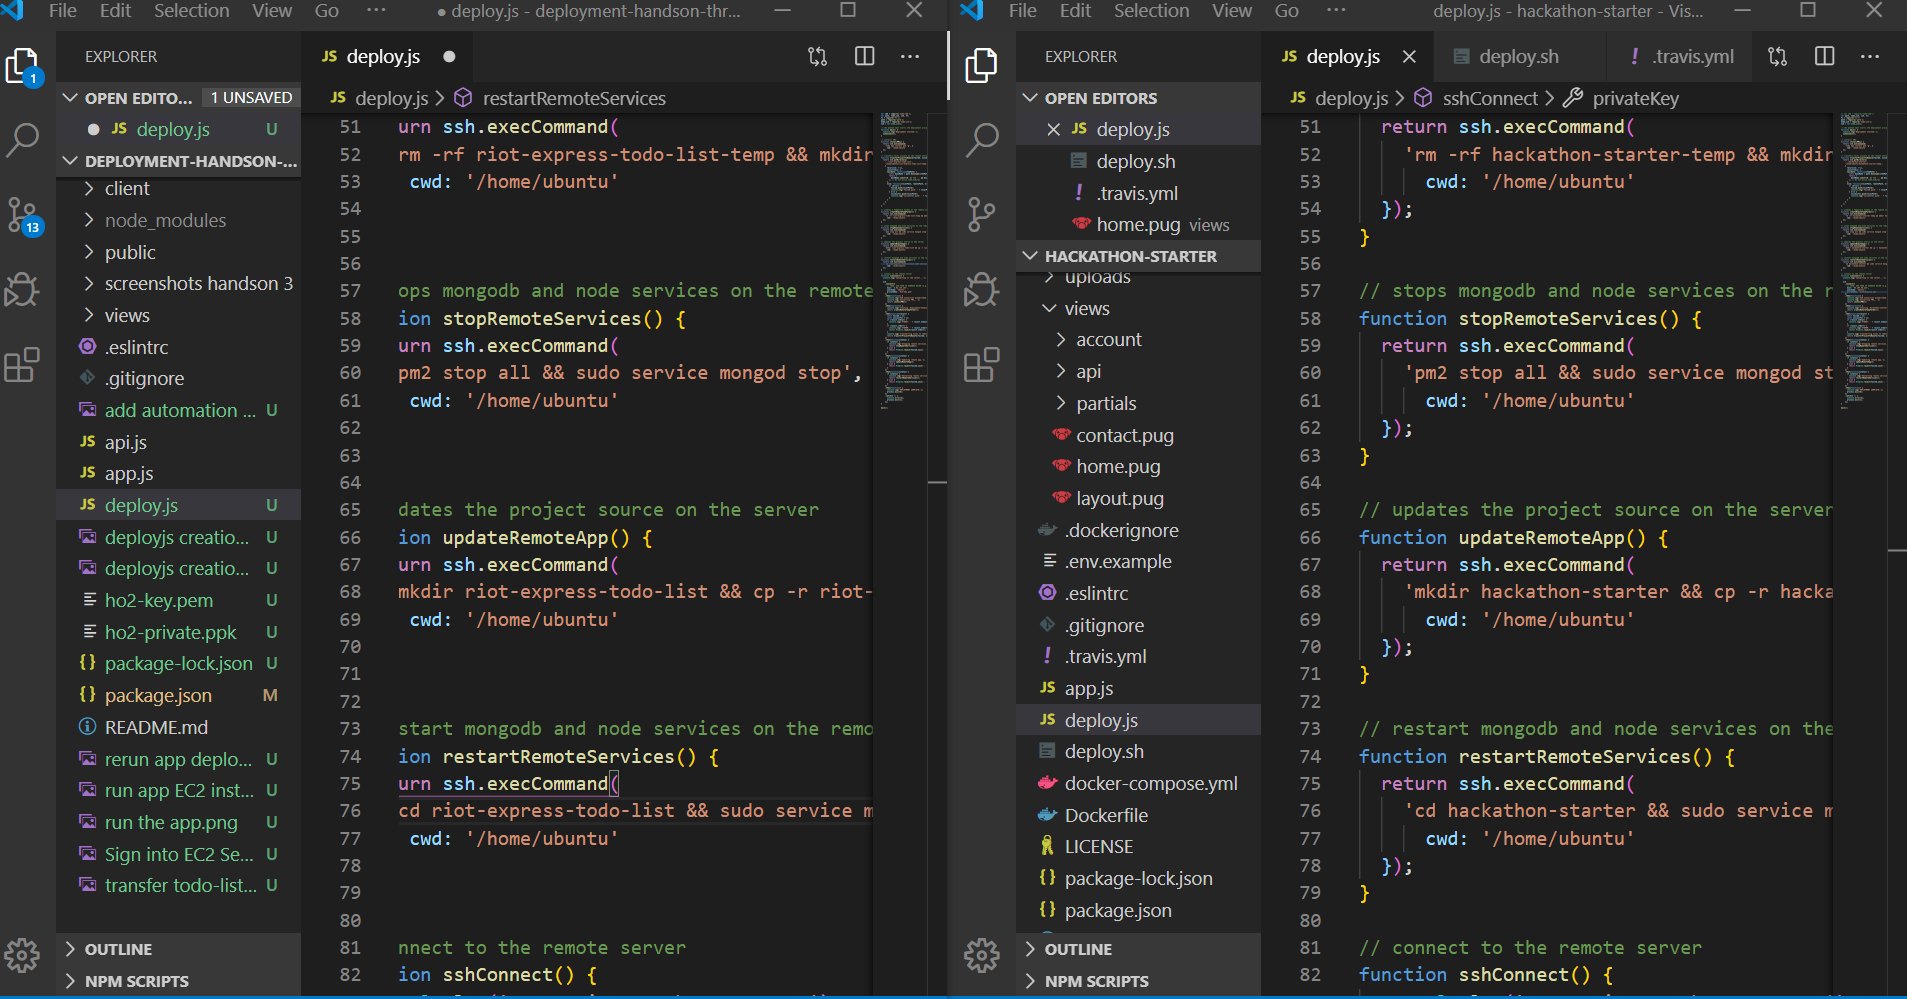 File Edit Selection View Go ··· ● deploy.js - deployment-handson-thr...
EXPLORER
OPEN EDITO... 1 UNSAVED
JS deploy.js U
DEPLOYMENT-HANDSON-...
client
node_modules
public
screenshots handson 3
views
.eslintrc
.gitignore
add automation ... U
JS api.js
JS app.js
JS deploy.js U
deployjs creatio... U
deployjs creatio... U
ho2-key.pem U
ho2-private.ppk U
{} package-lock.json U
{} package.json M
README.md
rerun app deplo... U
run app EC2 inst... U
run the app.png U
Sign into EC2 Se... U
transfer todo-list... U
OUTLINE
NPM SCRIPTS
1
13
JS deploy.js ●
JS deploy.js > restartRemoteServices
51 urn ssh.execCommand(
52 rm -rf riot-express-todo-list-temp && mkdir
53 cwd: '/home/ubuntu'
54
55
56
57 ops mongodb and node services on the remote
58 ion stopRemoteServices() {
59 urn ssh.execCommand(
60 pm2 stop all && sudo service mongod stop',
61 cwd: '/home/ubuntu'
62
63
64
65 dates the project source on the server
66 ion updateRemoteApp() {
67 urn ssh.execCommand(
68 mkdir riot-express-todo-list && cp -r riot-
69 cwd: '/home/ubuntu'
70
71
72
73 start mongodb and node services on the remo
74 ion restartRemoteServices() {
75 urn ssh.execCommand(
76 cd riot-express-todo-list && sudo service m
77 cwd: '/home/ubuntu'
78
79
80
81 nnect to the remote server
82 ion sshConnect() {
File Edit Selection View Go ··· deploy.js - hackathon-starter - Vis...
EXPLORER
OPEN EDITORS
JS deploy.js
deploy.sh
! .travis.yml
home.pug views
HACKATHON-STARTER
uploads
views
account
api
partials
contact.pug
home.pug
layout.pug
.dockerignore
.env.example
.eslintrc
.gitignore
! .travis.yml
JS app.js
JS deploy.js
deploy.sh
docker-compose.yml
Dockerfile
LICENSE
{} package-lock.json
{} package.json
OUTLINE
NPM SCRIPTS
JS deploy.js deploy.sh ! .travis.yml
JS deploy.js > sshConnect > privateKey
51 return ssh.execCommand(
52 'rm -rf hackathon-starter-temp && mkdir
53 cwd: '/home/ubuntu'
54 });
55 }
56
57 // stops mongodb and node services on the r
58 function stopRemoteServices() {
59 return ssh.execCommand(
60 'pm2 stop all && sudo service mongod st
61 cwd: '/home/ubuntu'
62 });
63 }
64
65 // updates the project source on the server
66 function updateRemoteApp() {
67 return ssh.execCommand(
68 'mkdir hackathon-starter && cp -r hacka
69 cwd: '/home/ubuntu'
70 });
71 }
72
73 // restart mongodb and node services on the
74 function restartRemoteServices() {
75 return ssh.execCommand(
76 'cd hackathon-starter && sudo service m
77 cwd: '/home/ubuntu'
78 });
79 }
80
81 // connect to the remote server
82 function sshConnect() {